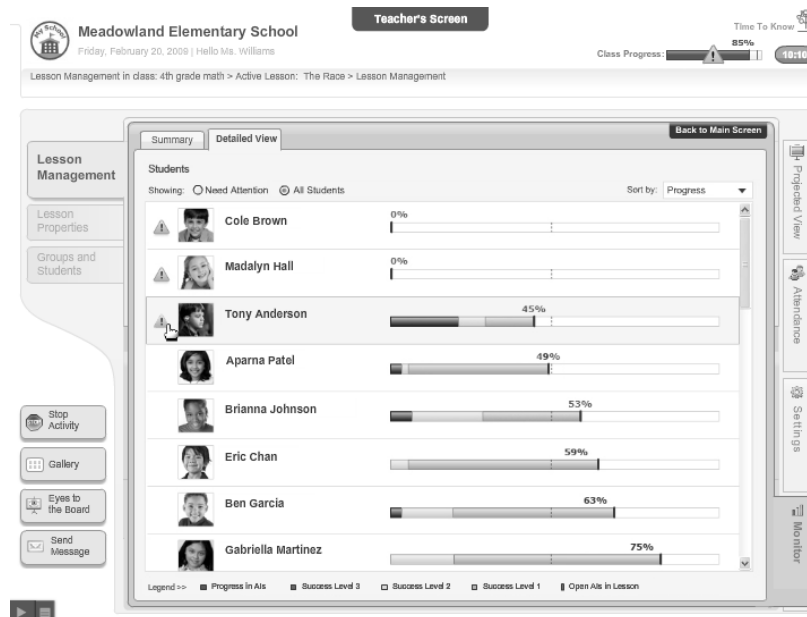 Teacher's Screen
My School
Meadowland Elementary School
Friday, February 20, 2009 | Hello Ms. Williams
Time To Know
Class Progress:
85%
Lesson Management in class: 4th grade math > Active Lesson: The Race > Lesson Management
Back to Main Screen
Summary
Detailed View
Lesson
Management
Lesson
Properties
Groups and
Students
Students
Showing: Need Attention All Students
Sort by: Progress
Cole Brown
0%
Madalyn Hall
0%
Tony Anderson
45%
Aparna Patel
49%
Brianna Johnson
53%
Eric Chan
59%
Ben Garcia
63%
Gabriella Martinez
75%
Legend >> Progress in AIs Success Level 3 Success Level 2 Success Level 1 Open AIs in Lesson
Stop
Activity
Gallery
Eyes to
the Board
Send
Message
Projected View
Attendance
Settings
Monitor